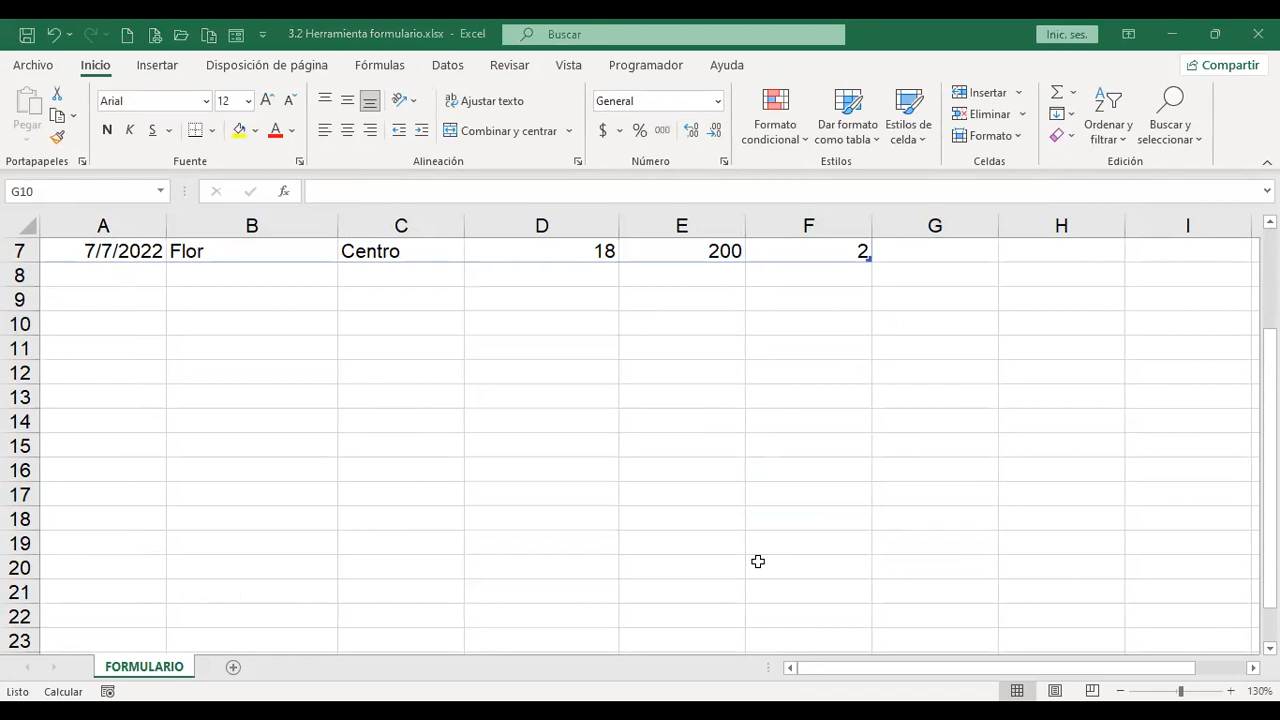 3.2 Herramienta formulario.xlsx - Excel
Buscar
Inic. ses.
Archivo Inicio Insertar Disposición de página Fórmulas Datos Revisar Vista Programador Ayuda
Compartir
Pegar
Portapapeles
Arial 12
N K S
Fuente
Ajustar texto
Combinar y centrar
Alineación
General
$ % 000
Número
Formato condicional
Dar formato como tabla
Estilos de celda
Estilos
Insertar
Eliminar
Formato
Celdas
Ordenar y filtrar
Buscar y seleccionar
Edición
G10
fx
A B C D E F G H I
7 7/7/2022 Flor Centro 18 200 2
8
9
10
11
12
13
14
15
16
17
18
19
20
21
22
23
FORMULARIO
Listo Calcular
130%